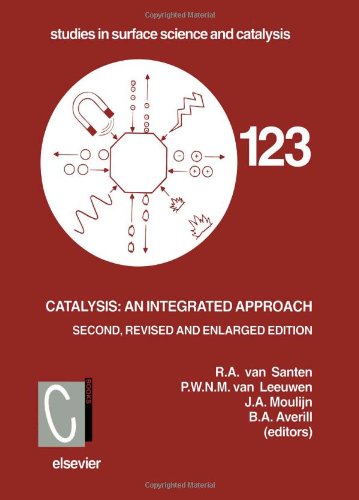 studies in surface science and catalysis
123
CATALYSIS: AN INTEGRATED APPROACH
SECOND, REVISED AND ENLARGED EDITION
R.A. van Santen
P.W.N.M. van Leeuwen
J.A. Moulijn
B.A. Averill
(editors)
C BOOKS
elsevier